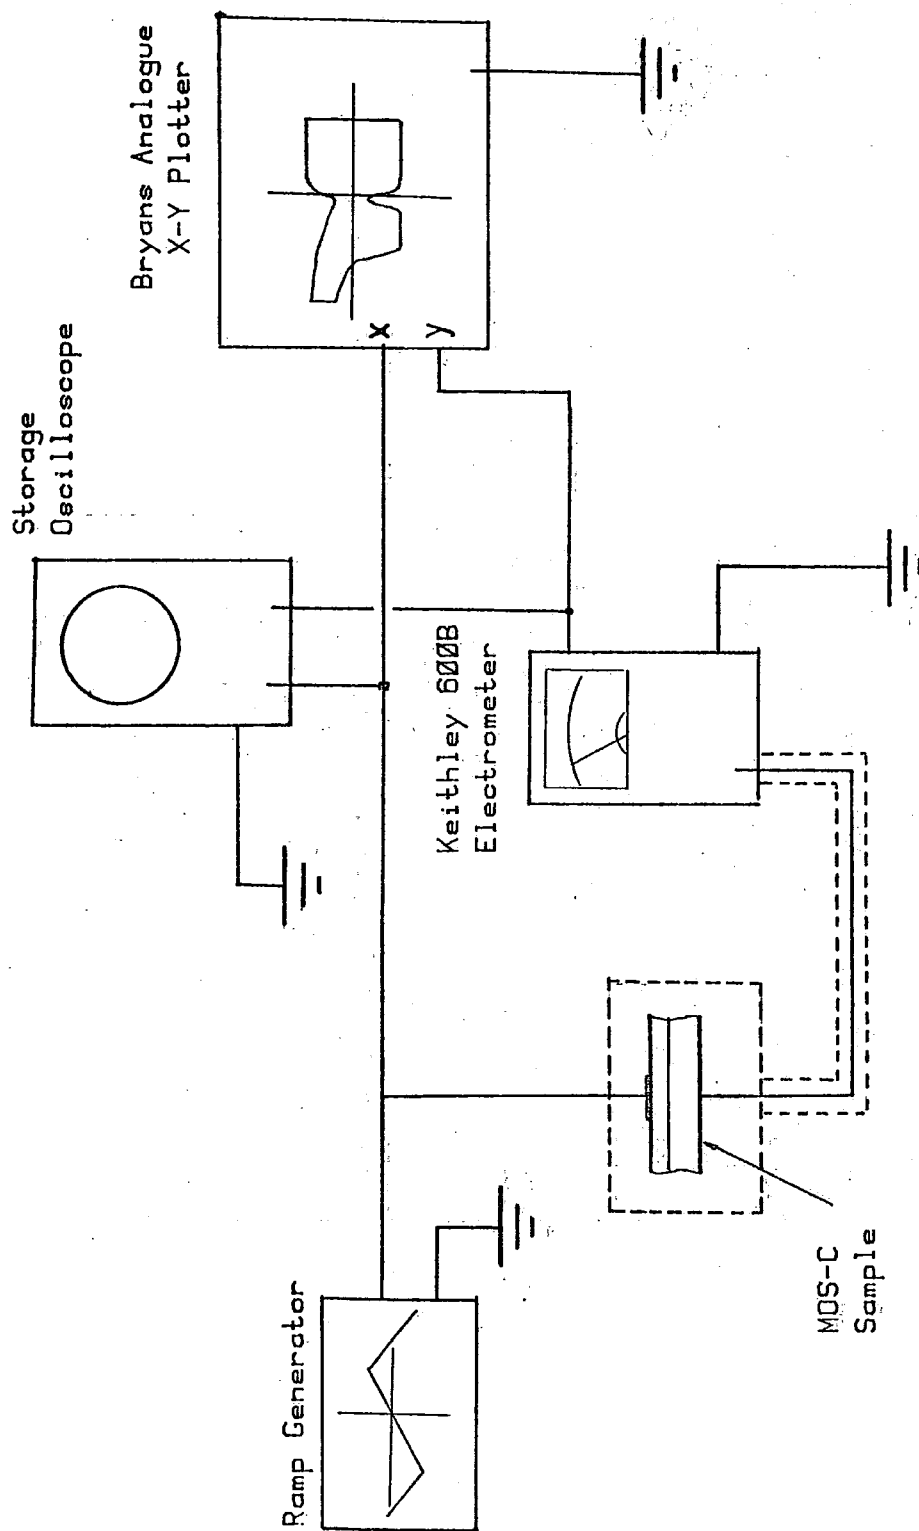 Ramp Generator
Storage
Oscilloscope
Bryans Analogue
X-Y Plotter
x
y
Keithley 600B
Electrometer
MOS-C
Sample